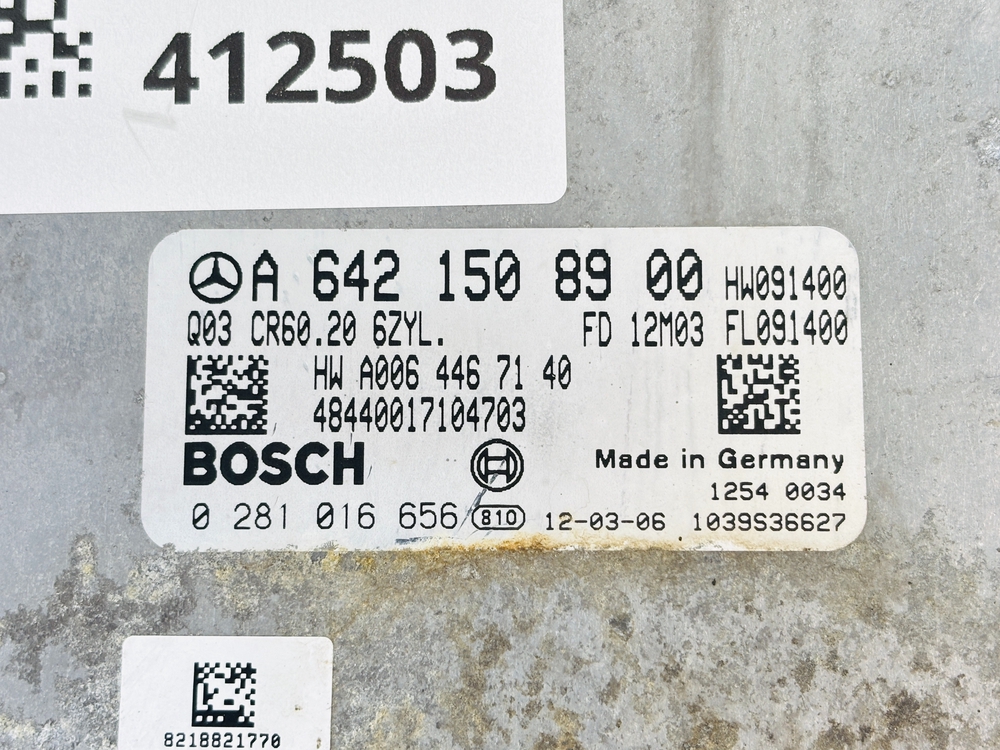 412503
A 642 150 89 00 HW091400
Q03 CR60.20 6ZYL. FD 12M03 FL091400
HW A006 446 71 40
48440017104703
BOSCH Made in Germany
1254 0034
0 281 016 656 810 12-03-06 1039S36627
8218821770